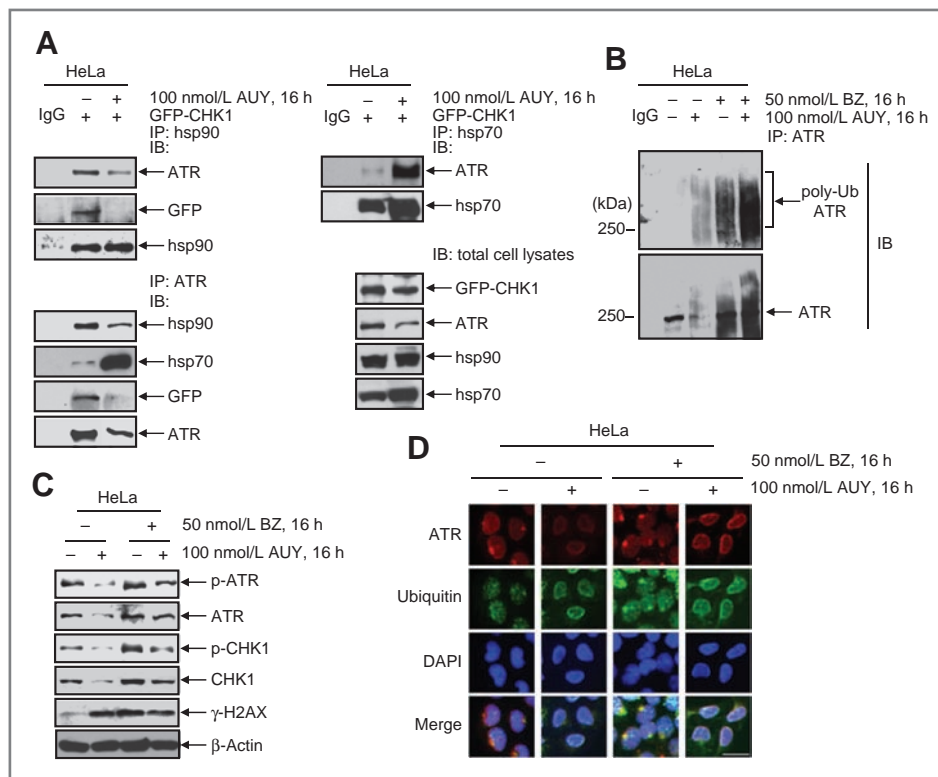 A
HeLa
– +
100 nmol/L AUY, 16 h
IgG + +
GFP-CHK1
IP: hsp90
IB:
ATR
GFP
hsp90
IP: ATR
IB:
hsp90
hsp70
GFP
ATR
HeLa
– +
100 nmol/L AUY, 16 h
IgG + +
GFP-CHK1
IP: hsp70
IB:
ATR
hsp70
IB: total cell lysates
GFP-CHK1
ATR
hsp90
hsp70
B
HeLa
– – + +
50 nmol/L BZ, 16 h
IgG – + – +
100 nmol/L AUY, 16 h
IP: ATR
(kDa)
250
poly-Ub
ATR
IB
250
ATR
C
HeLa
– +
50 nmol/L BZ, 16 h
– + – +
100 nmol/L AUY, 16 h
p-ATR
ATR
p-CHK1
CHK1
γ-H2AX
β-Actin
D
HeLa
– +
50 nmol/L BZ, 16 h
– + – +
100 nmol/L AUY, 16 h
ATR
Ubiquitin
DAPI
Merge